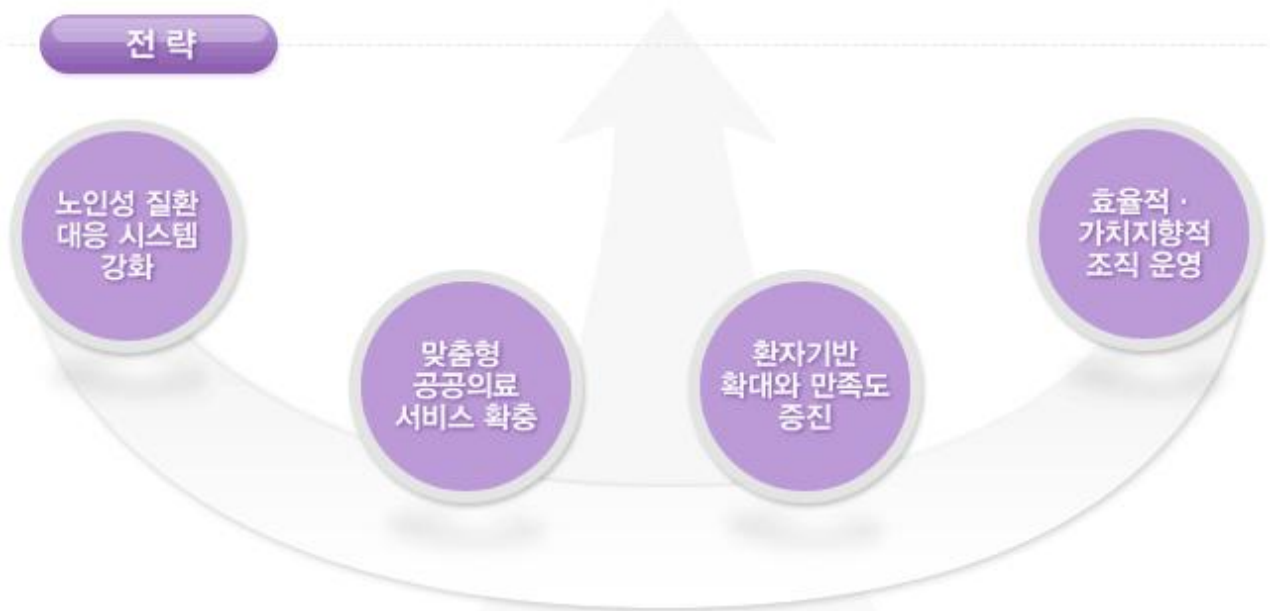 전 략
노인성 질환
대응 시스템
강화
맞춤형
공공의료
서비스 확충
환자기반
확대와 만족도
증진
효율적 ·
가치지향적
조직 운영